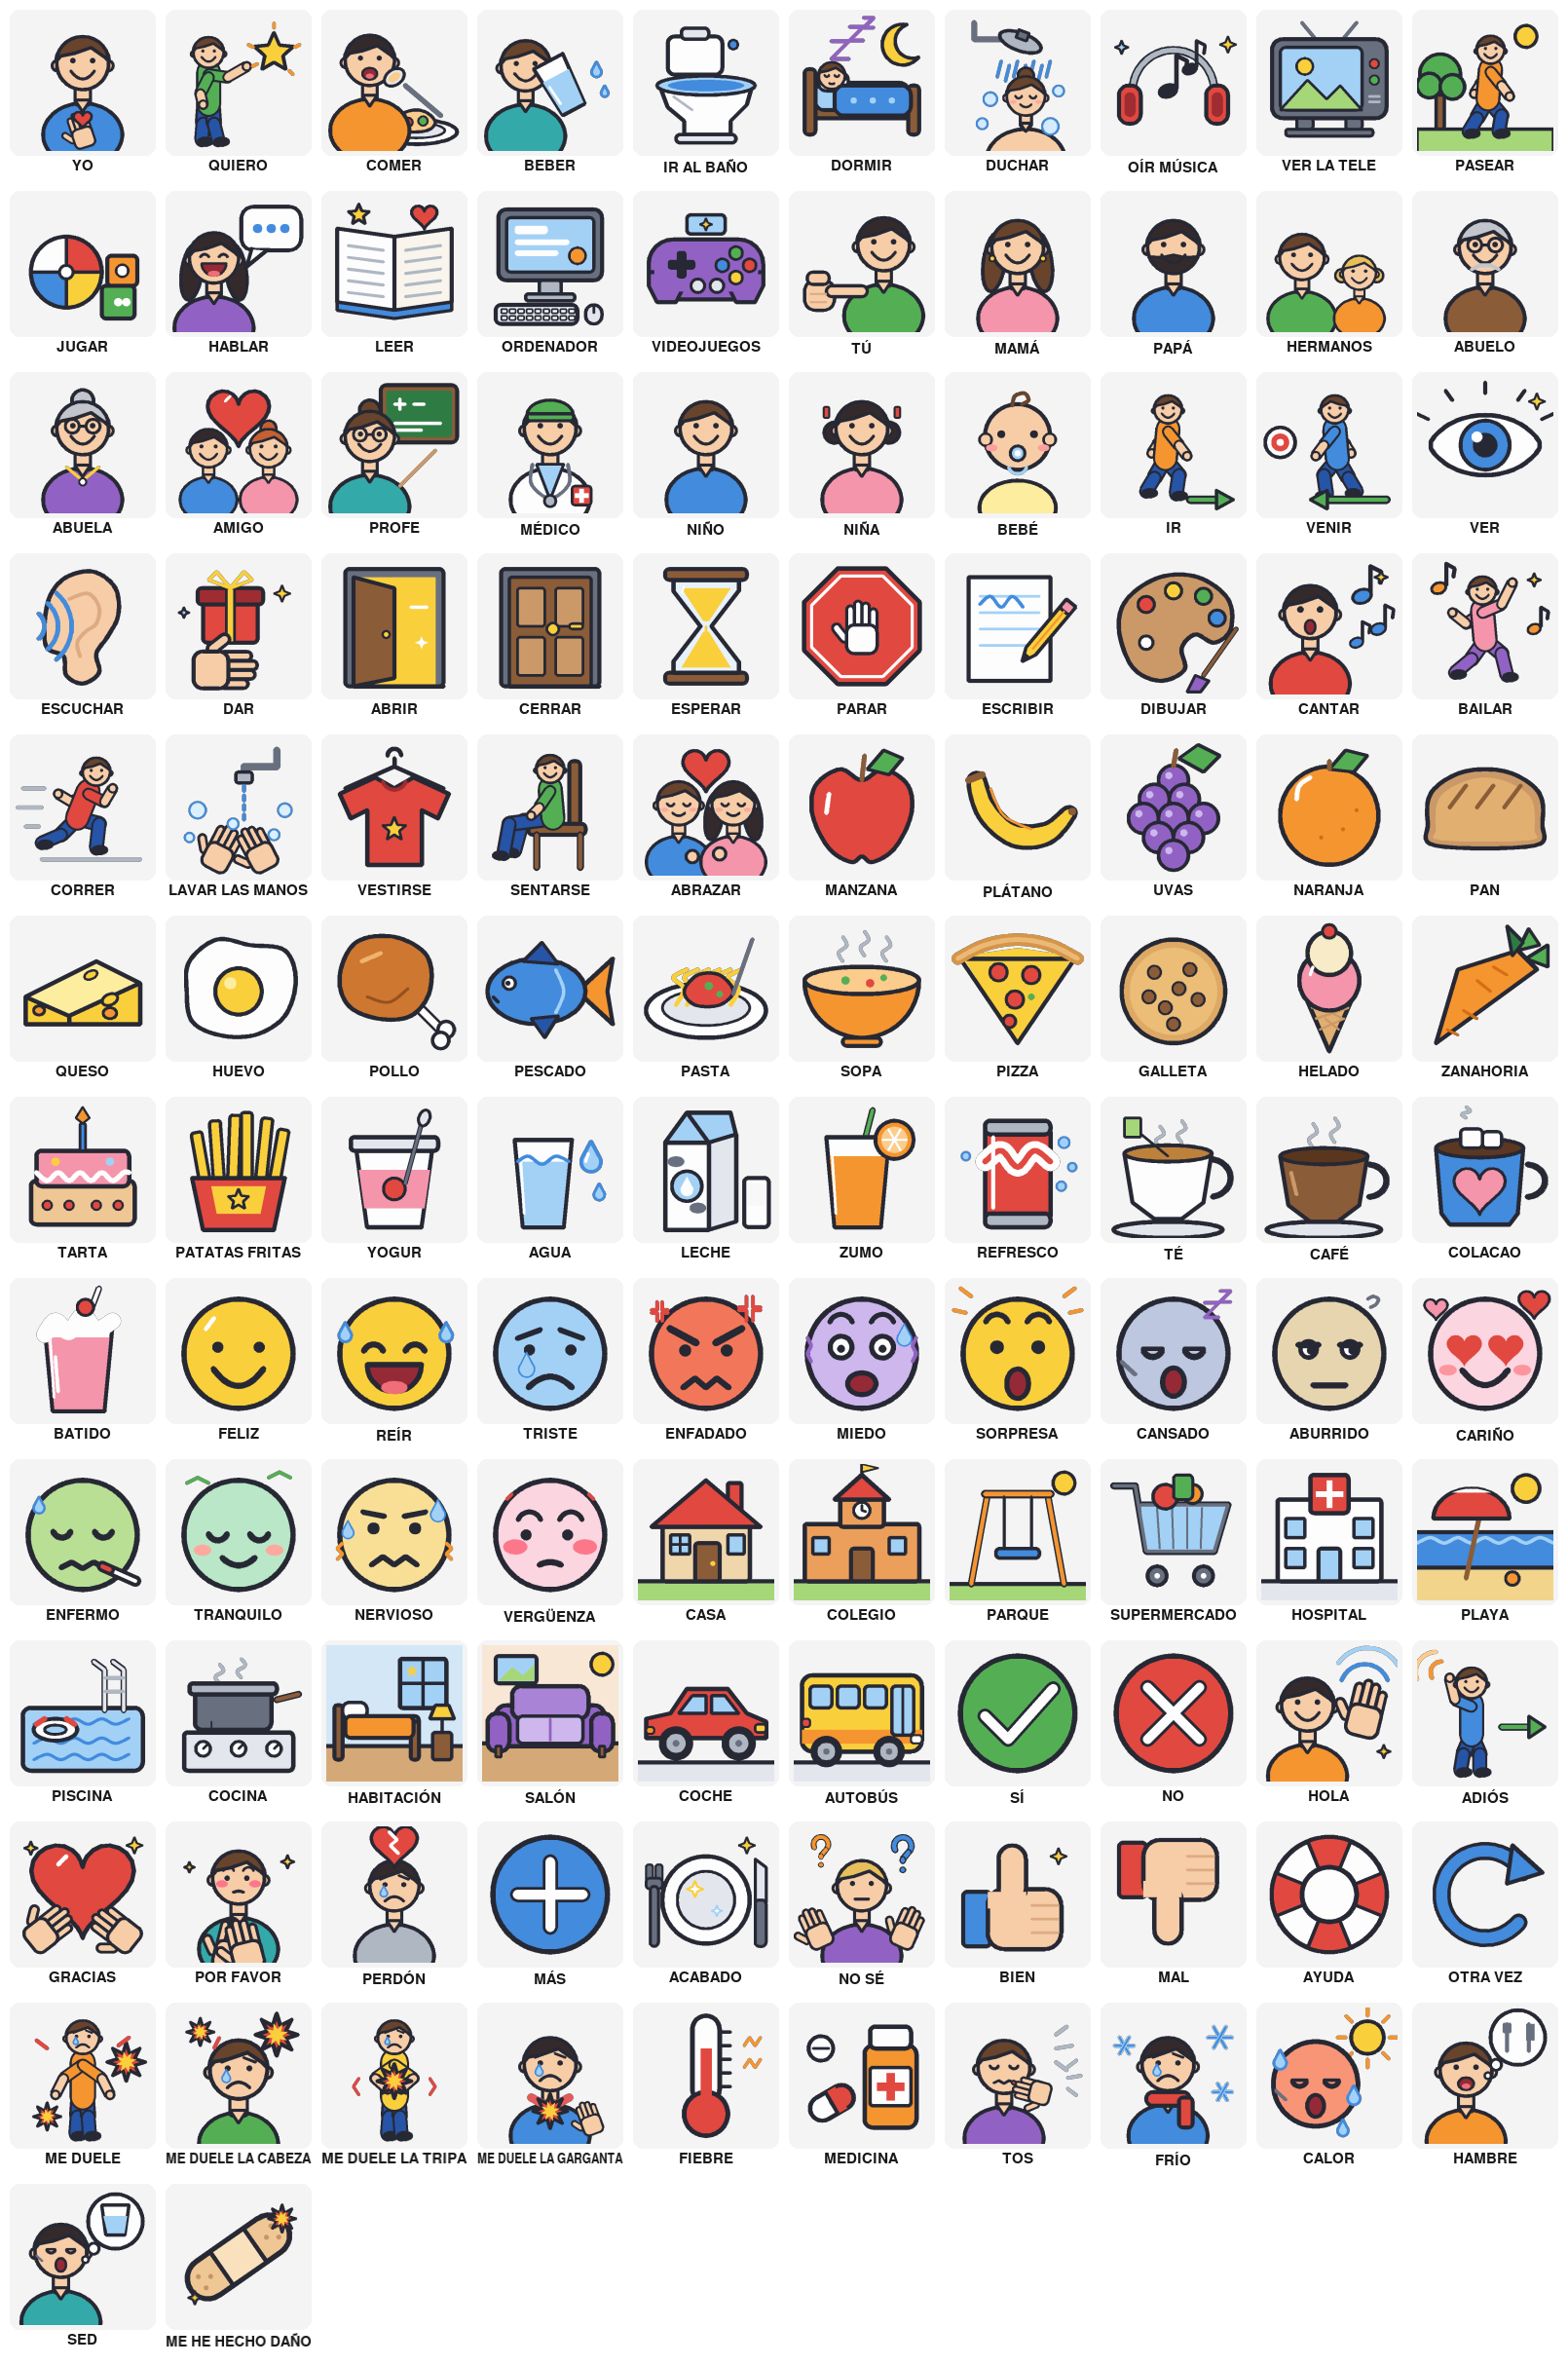 YO
QUIERO
COMER
BEBER
IR AL BAÑO
DORMIR
DUCHAR
OÍR MÚSICA
VER LA TELE
PASEAR
JUGAR
HABLAR
LEER
ORDENADOR
VIDEOJUEGOS
TÚ
MAMÁ
PAPÁ
HERMANOS
ABUELO
ABUELA
AMIGO
PROFE
MÉDICO
NIÑO
NIÑA
BEBÉ
IR
VENIR
VER
ESCUCHAR
DAR
ABRIR
CERRAR
ESPERAR
PARAR
ESCRIBIR
DIBUJAR
CANTAR
BAILAR
CORRER
LAVAR LAS MANOS
VESTIRSE
SENTARSE
ABRAZAR
MANZANA
PLÁTANO
UVAS
NARANJA
PAN
QUESO
HUEVO
POLLO
PESCADO
PASTA
SOPA
PIZZA
GALLETA
HELADO
ZANAHORIA
TARTA
PATATAS FRITAS
YOGUR
AGUA
LECHE
ZUMO
REFRESCO
TÉ
CAFÉ
COLACAO
BATIDO
FELIZ
REÍR
TRISTE
ENFADADO
MIEDO
SORPRESA
CANSADO
ABURRIDO
CARIÑO
ENFERMO
TRANQUILO
NERVIOSO
VERGÜENZA
CASA
COLEGIO
PARQUE
SUPERMERCADO
HOSPITAL
PLAYA
PISCINA
COCINA
HABITACIÓN
SALÓN
COCHE
AUTOBÚS
SÍ
NO
HOLA
ADIÓS
GRACIAS
POR FAVOR
PERDÓN
MÁS
ACABADO
NO SÉ
BIEN
MAL
AYUDA
OTRA VEZ
ME DUELE
ME DUELE LA CABEZA
ME DUELE LA TRIPA
ME DUELE LA GARGANTA
FIEBRE
MEDICINA
TOS
FRÍO
CALOR
HAMBRE
SED
ME HE HECHO DAÑO